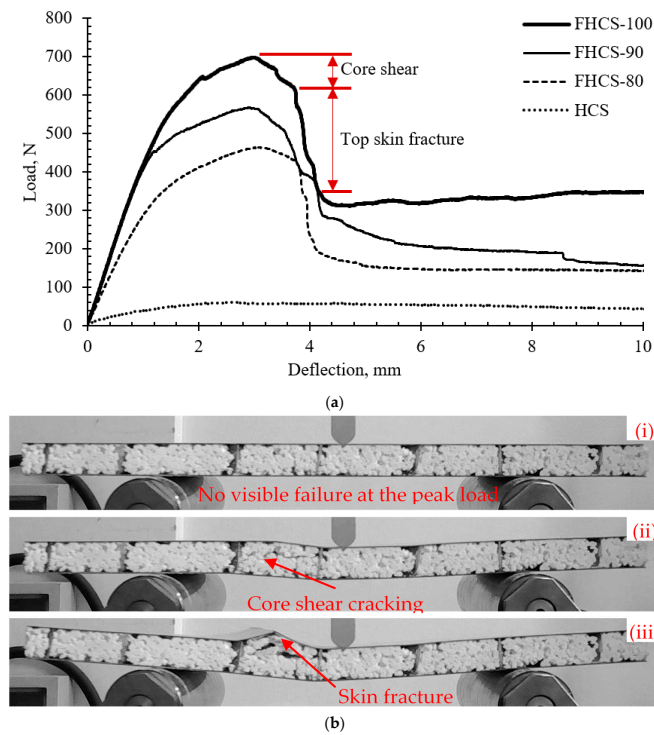 (a)
800
700
600
500
400
300
200
100
0
Load, N
0 2 4 6 8 10
Deflection, mm
Core shear
Top skin fracture
FHCS-100
FHCS-90
FHCS-80
HCS
(a)
(i)
No visible failure at the peak load
(ii)
Core shear cracking
(iii
Skin fracture
(b)